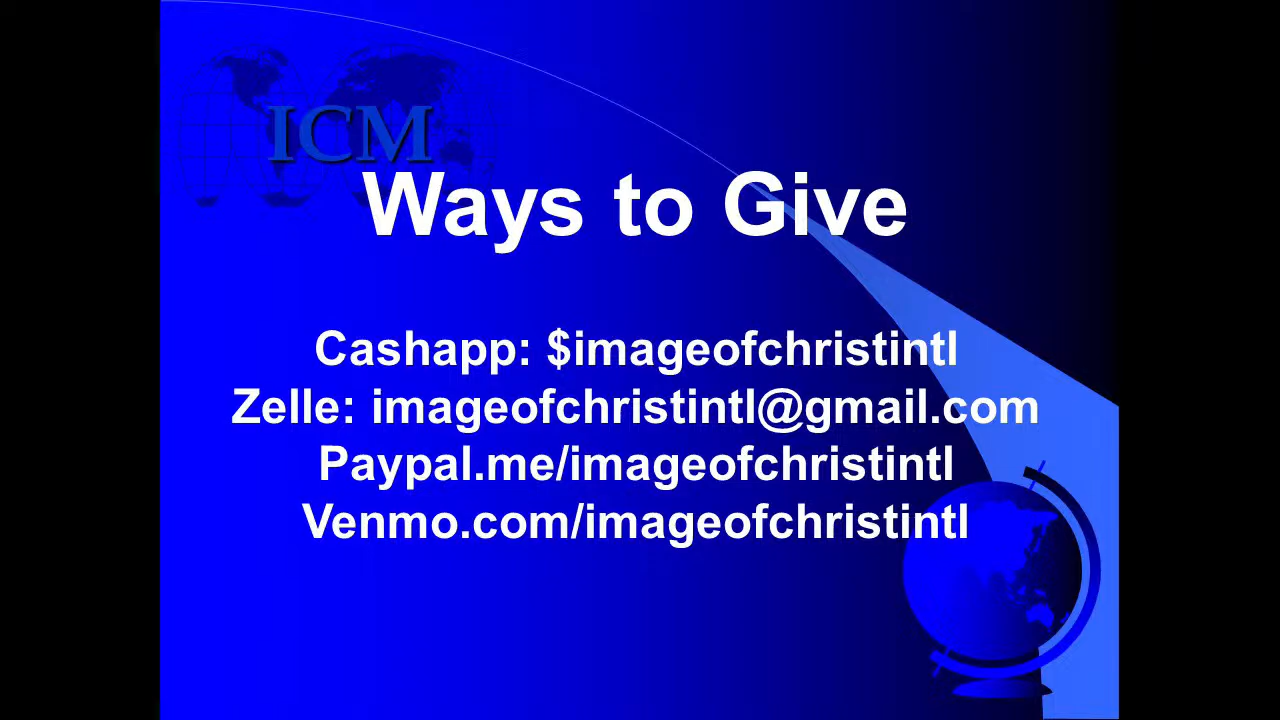 ICM
Ways to Give
Cashapp: $imageofchristintl
Zelle: imageofchristintl@gmail.com
Paypal.me/imageofchristintl
Venmo.com/imageofchristintl